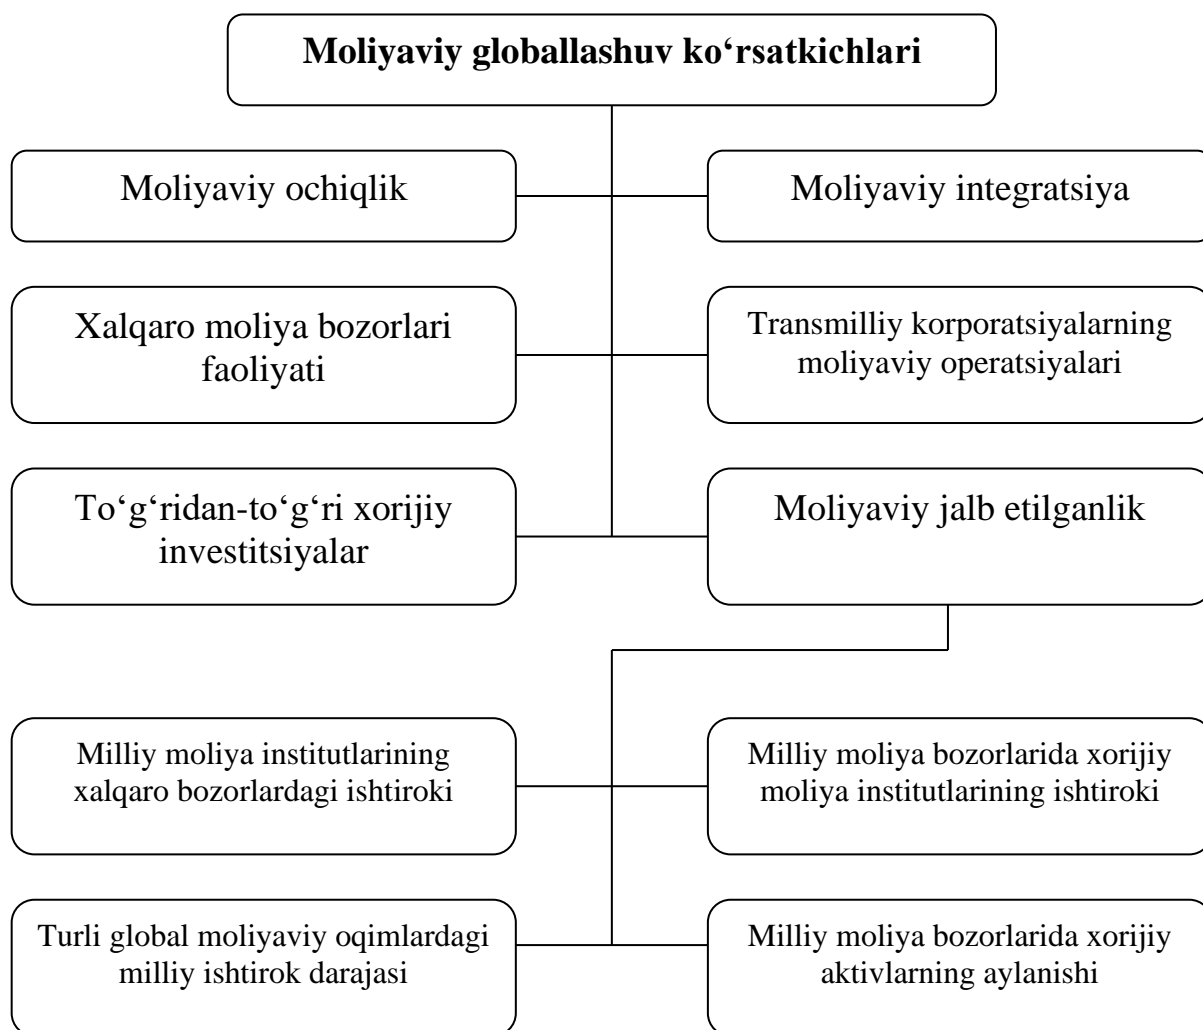 Moliyaviy globallashuv ko‘rsatkichlari
Moliyaviy ochiqlik
Moliyaviy integratsiya
Xalqaro moliya bozorlari
faoliyati
Transmilliy korporatsiyalarning
moliyaviy operatsiyalari
To‘g‘ridan-to‘g‘ri xorijiy
investitsiyalar
Moliyaviy jalb etilganlik
Milliy moliya institutlarining
xalqaro bozorlardagi ishtiroki
Milliy moliya bozorlarida xorijiy
moliya institutlarining ishtiroki
Turli global moliyaviy oqimlardagi
milliy ishtirok darajasi
Milliy moliya bozorlarida xorijiy
aktivlarning aylanishi